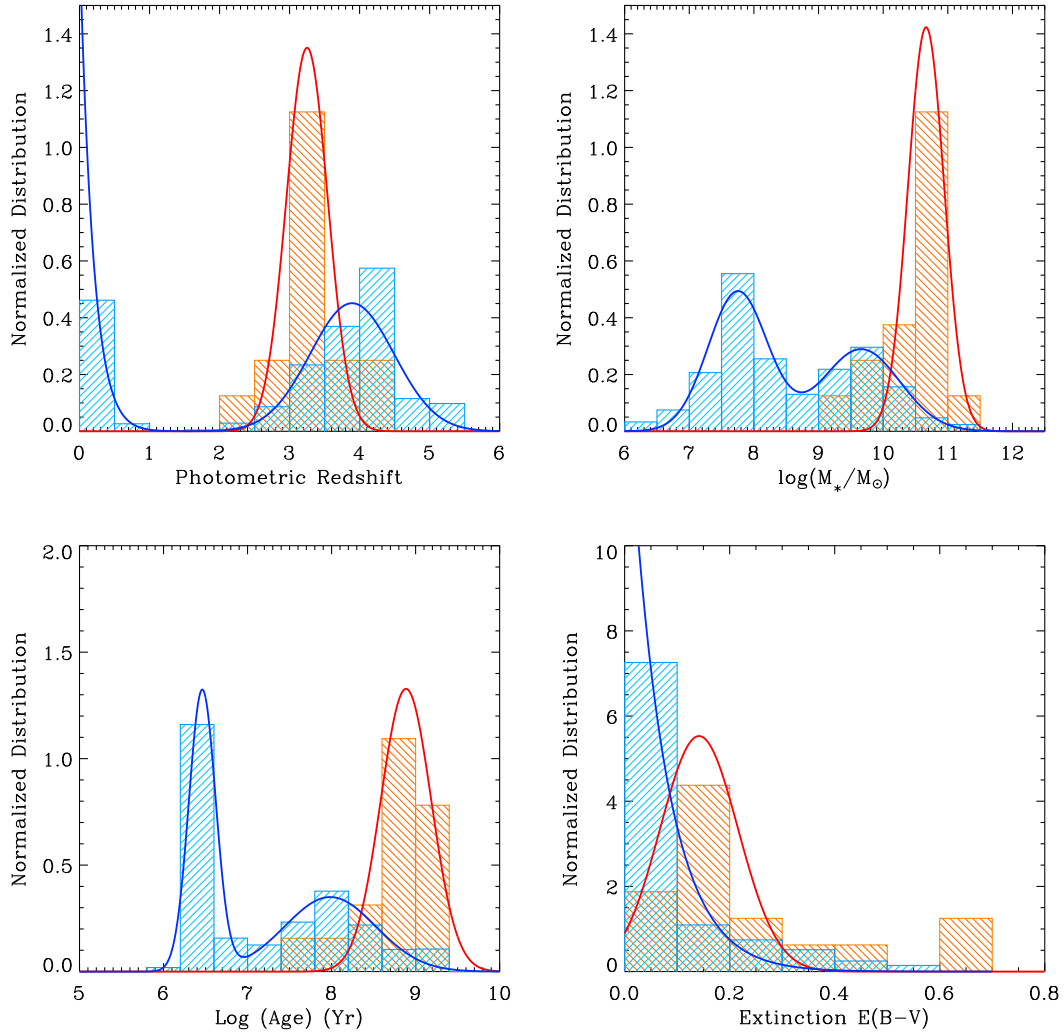 Normalized Distribution
1.4
1.2
1.0
0.8
0.6
0.4
0.2
0.0
0 1 2 3 4 5 6
Photometric Redshift
Normalized Distribution
1.4
1.2
1.0
0.8
0.6
0.4
0.2
0.0
6 7 8 9 10 11 12
log(M*/M⊙)
Normalized Distribution
2.0
1.5
1.0
0.5
0.0
5 6 7 8 9 10
Log (Age) (Yr)
Normalized Distribution
10
8
6
4
2
0
0.0 0.2 0.4 0.6 0.8
Extinction E(B−V)